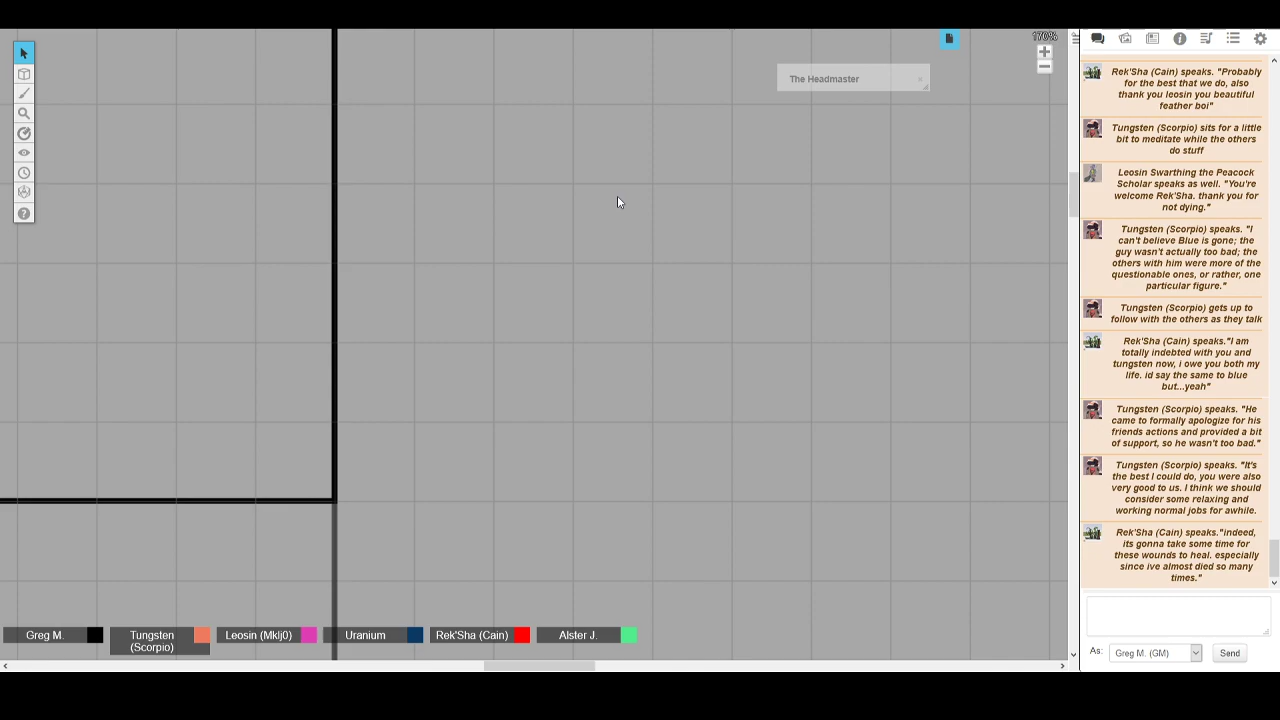 170%
The Headmaster
Rek'Sha (Cain) speaks. "Probably
for the best that we do, also
thank you leosin you beautiful
feather boi"
Tungsten (Scorpio) sits for a little
bit to meditate while the others
do stuff
Leosin Swarthing the Peacock
Scholar speaks as well. "You're
welcome Rek'Sha. thank you for
not dying."
Tungsten (Scorpio) speaks. "I
can't believe Blue is gone; the
guy wasn't actually too bad; the
others with him were more of the
questionable ones, or rather, one
particular figure."
Tungsten (Scorpio) gets up to
follow with the others as they talk
Rek'Sha (Cain) speaks."I am
totally indebted with you and
tungsten now, i owe you both my
life. id say the same to blue
but...yeah"
Tungsten (Scorpio) speaks. "He
came to formally apologize for his
friends actions and provided a bit
of support, so he wasn't too bad."
Tungsten (Scorpio) speaks. "It's
the best I could do, you were also
very good to us. I think we should
consider some relaxing and
working normal jobs for awhile.
Rek'Sha (Cain) speaks."indeed,
its gonna take some time for
these wounds to heal. especially
since ive almost died so many
times."
Greg M.
Tungsten
(Scorpio)
Leosin (Mklj0)
Uranium
Rek'Sha (Cain)
Alster J.
As:
Greg M. (GM)
Send